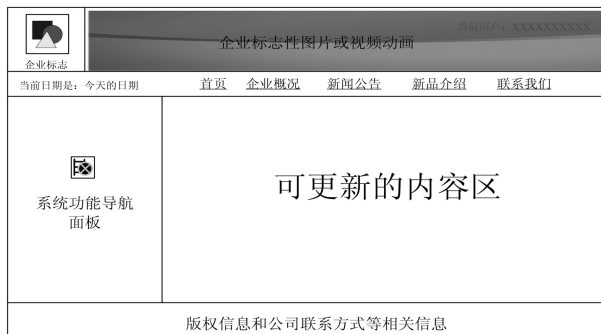 当前用户：XXXXXXXXXX
企业标志性图片或视频动画
企业标志
当前日期是：今天的日期
首页 企业概况 新闻公告 新品介绍 联系我们
系统功能导航
面板
可更新的内容区
版权信息和公司联系方式等相关信息